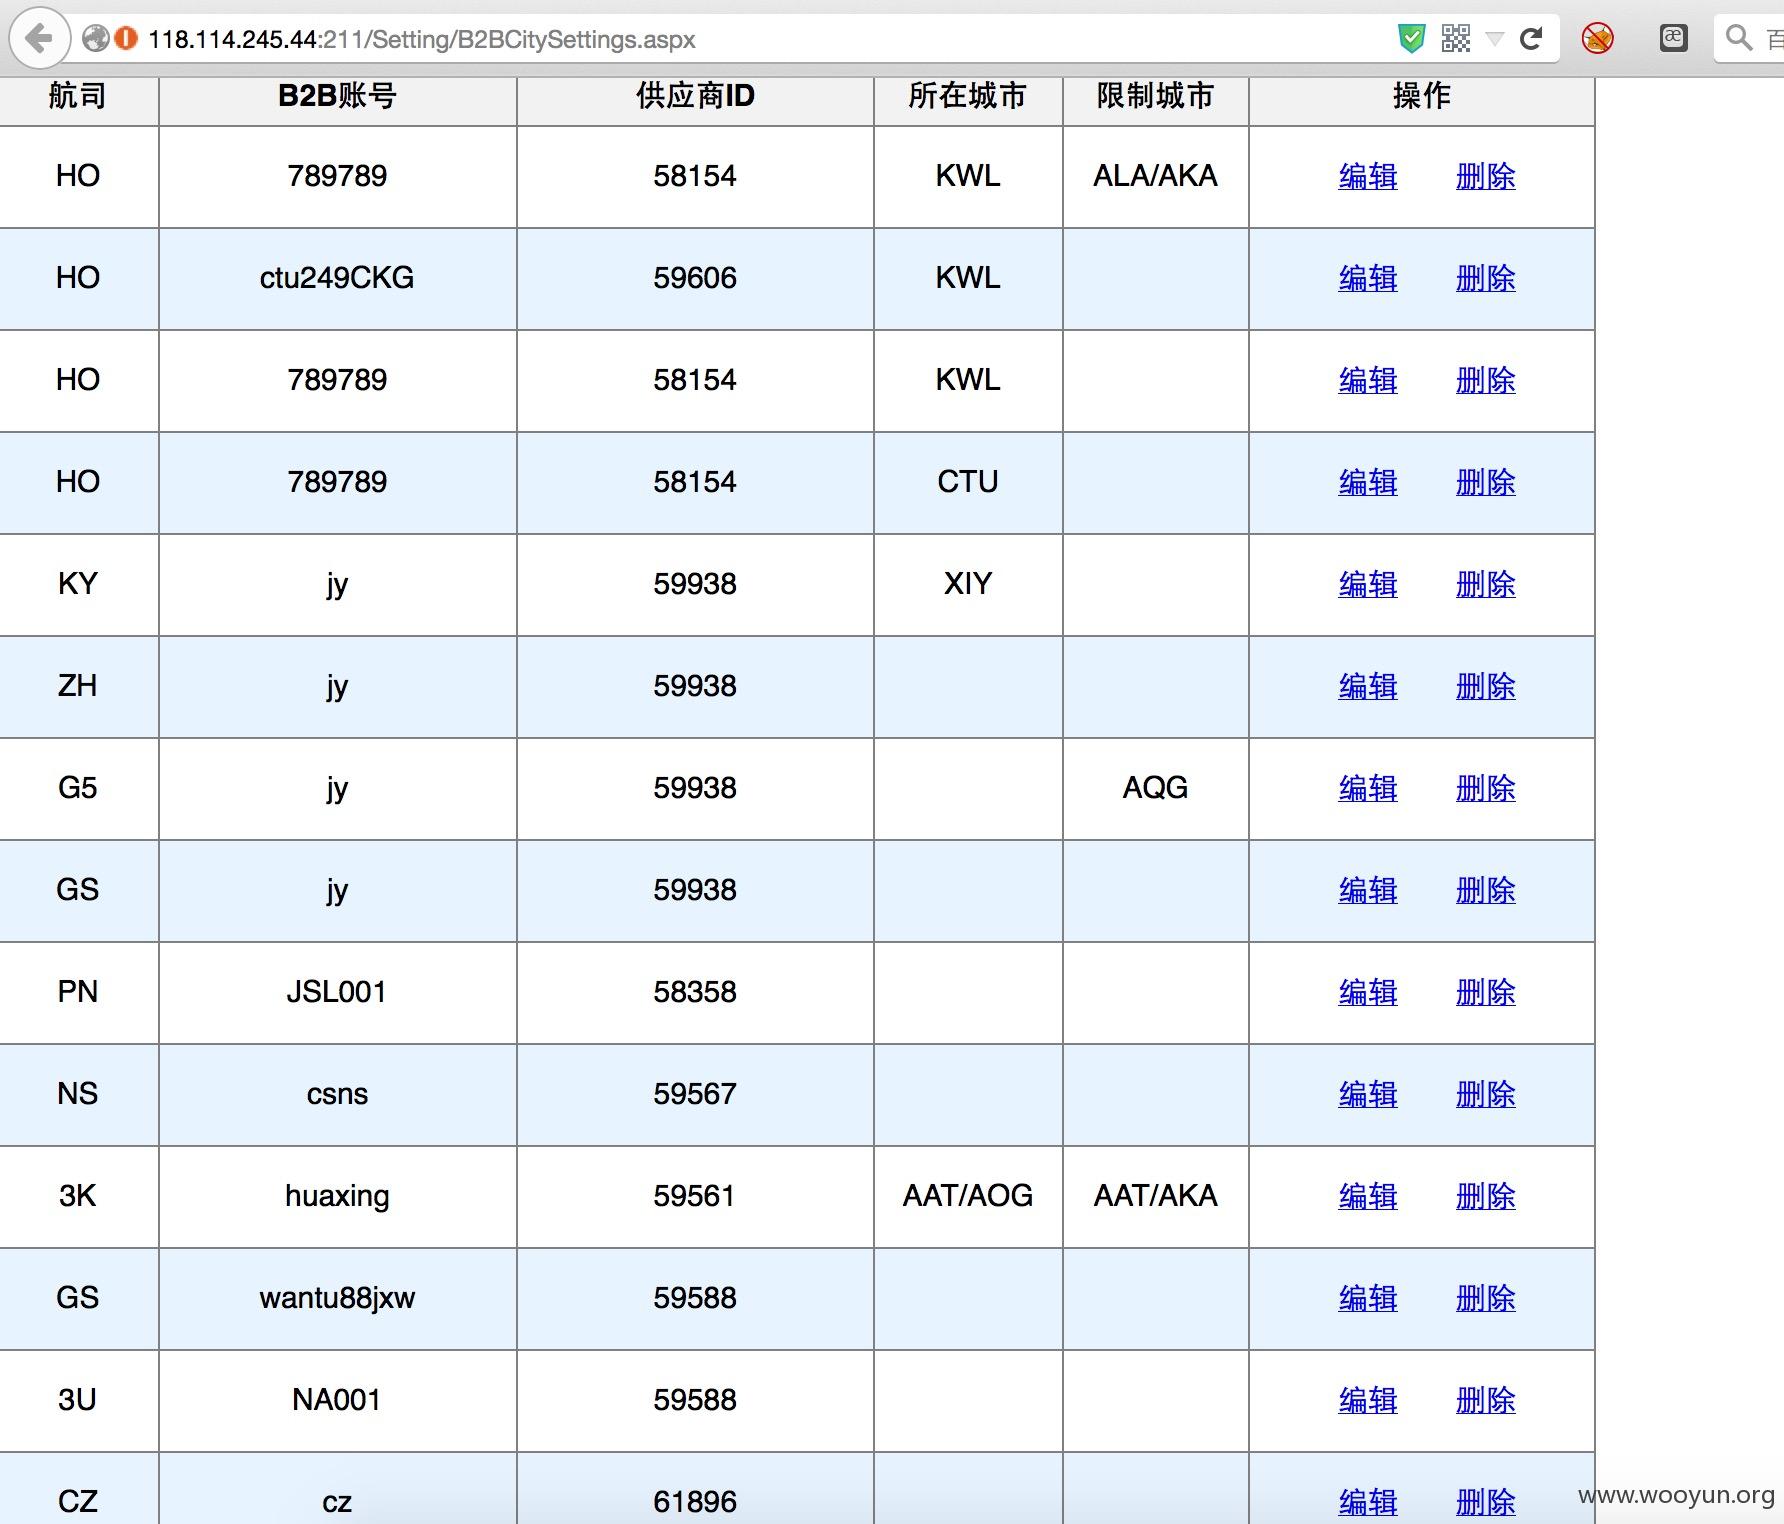 118.114.245.44:211/Setting/B2BCitySettings.aspx
航司 B2B账号 供应商ID 所在城市 限制城市 操作
HO 789789 58154 KWL ALA/AKA 编辑 删除
HO ctu249CKG 59606 KWL 编辑 删除
HO 789789 58154 KWL 编辑 删除
HO 789789 58154 CTU 编辑 删除
KY jy 59938 XIY 编辑 删除
ZH jy 59938 编辑 删除
G5 jy 59938 AQG 编辑 删除
GS jy 59938 编辑 删除
PN JSL001 58358 编辑 删除
NS csns 59567 编辑 删除
3K huaxing 59561 AAT/AOG AAT/AKA 编辑 删除
GS wantu88jxw 59588 编辑 删除
3U NA001 59588 编辑 删除
CZ cz 61896 编辑 删除
www.wooyun.org